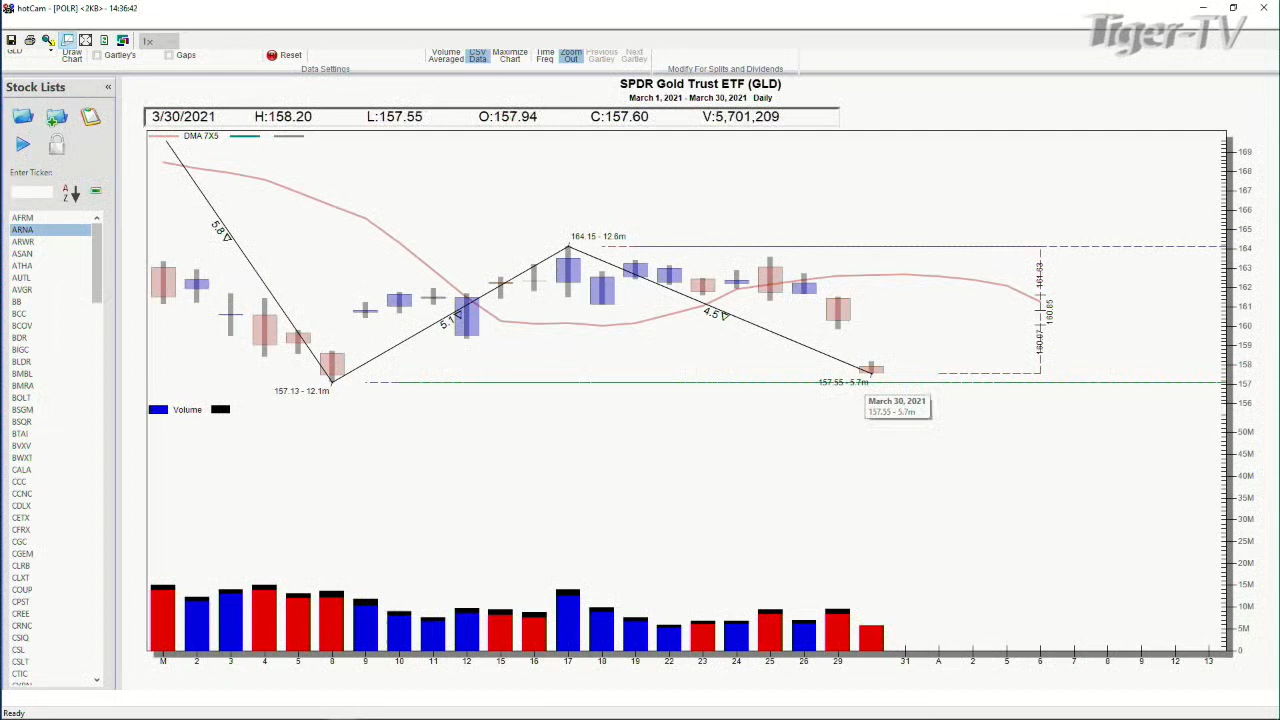 hotCam - [POLR] <2KB> - 14:36:42
Tiger-TV
GLD
Draw Chart
Gartley's
Gaps
Reset
Data Settings
Volume Averaged
CSV Data
Maximize Chart
Time Freq
Zoom Out
Previous Gartley
Next Gartley
Modify For Splits and Dividends
Stock Lists «
Enter Ticker:
AFRM
ARNA
ARWR
ASAN
ATHA
AUTL
AVGR
BB
BCC
BCOV
BDR
BIGC
BLDR
BMBL
BMRA
BOLT
BSGM
BSQR
BTAI
BVXV
BWXT
CALA
CCC
CCNC
CDLX
CETX
CFRX
CGC
CGEM
CLRB
CLXT
COUP
CPST
CREE
CRNC
CSIQ
CSL
CSLT
CTIC
SPDR Gold Trust ETF (GLD)
March 1, 2021 - March 30, 2021 Daily
3/30/2021 H:158.20 L:157.55 O:157.94 C:157.60 V:5,701,209
DMA 7X5
5.8
157.13 - 12.1m
5.1
164.15 - 12.6m
4.5
157.55 - 5.7m
March 30, 2021
157.55 - 5.7m
161.63
160.85
160.07
Volume
169
168
167
166
165
164
163
162
161
160
159
158
157
156
50M
45M
40M
35M
30M
25M
20M
15M
10M
5M
0
M 2 3 4 5 8 9 10 11 12 15 16 17 18 19 22 23 24 25 26 29 31 A 2 5 6 7 8 9 12 13
Ready